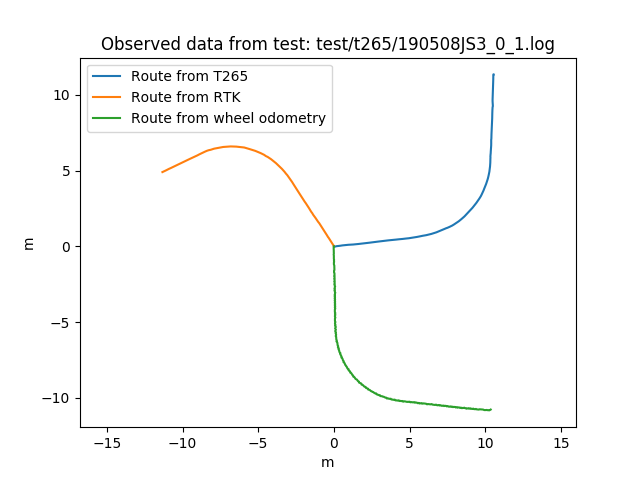 Observed data from test: test/t265/190508JS3_0_1.log
Route from T265
Route from RTK
Route from wheel odometry
10
5
0
−5
−10
m
−15
−10
−5
0
5
10
15
m